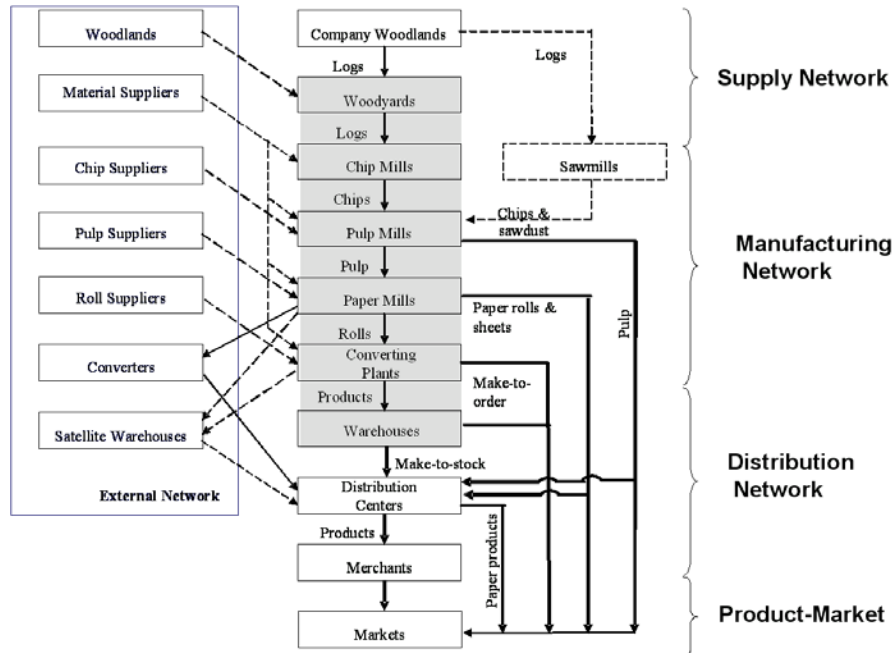 Woodlands
Material Suppliers
Chip Suppliers
Pulp Suppliers
Roll Suppliers
Converters
Satellite Warehouses
External Network
Company Woodlands
Logs
Logs
Woodyards
Logs
Chip Mills
Sawmills
Chips
Chips &
sawdust
Pulp Mills
Pulp
Paper Mills
Paper rolls &
sheets
Pulp
Rolls
Converting
Plants
Products
Make-to-
order
Warehouses
Make-to-stock
Distribution
Centers
Products
Paper products
Merchants
Markets
Supply Network
Manufacturing
Network
Distribution
Network
Product-Market